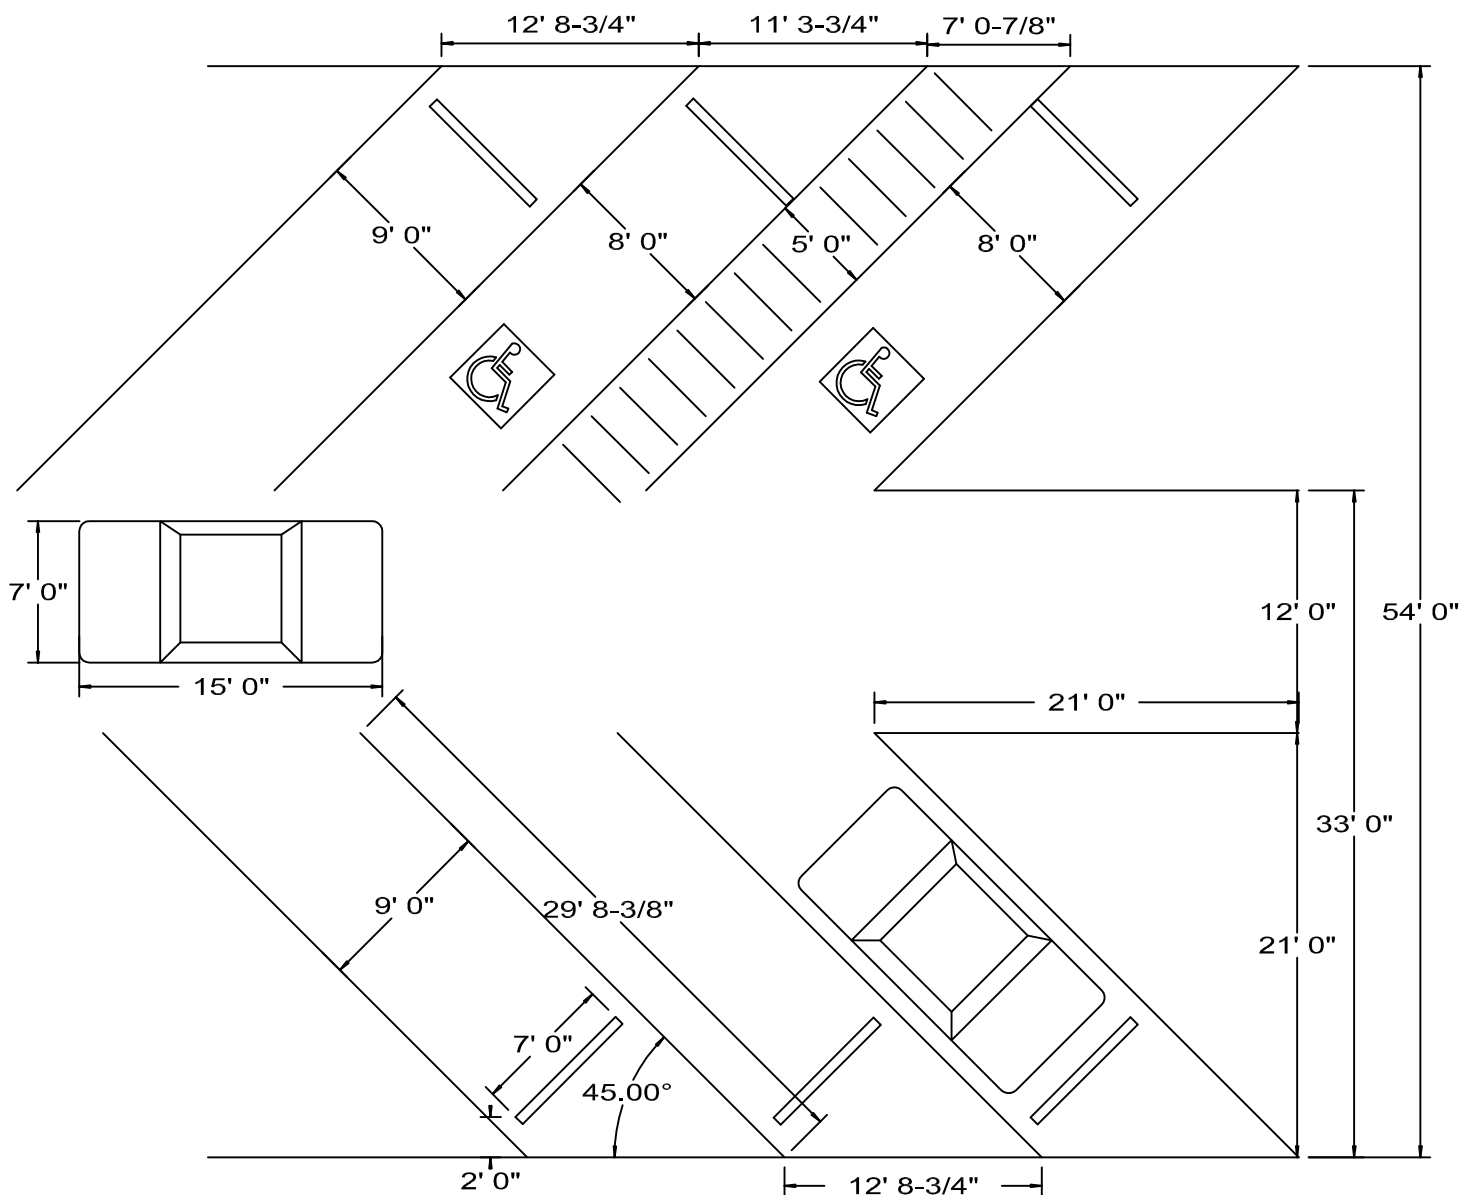 12' 8-3/4" 11' 3-3/4" 7' 0-7/8"
9' 0" 8' 0" 5' 0" 8' 0"
7' 0"
12' 0" 54' 0"
15' 0" 21' 0"
33' 0"
9' 0" 29' 8-3/8"
21' 0"
7' 0"
45.00°
2' 0" 12' 8-3/4"